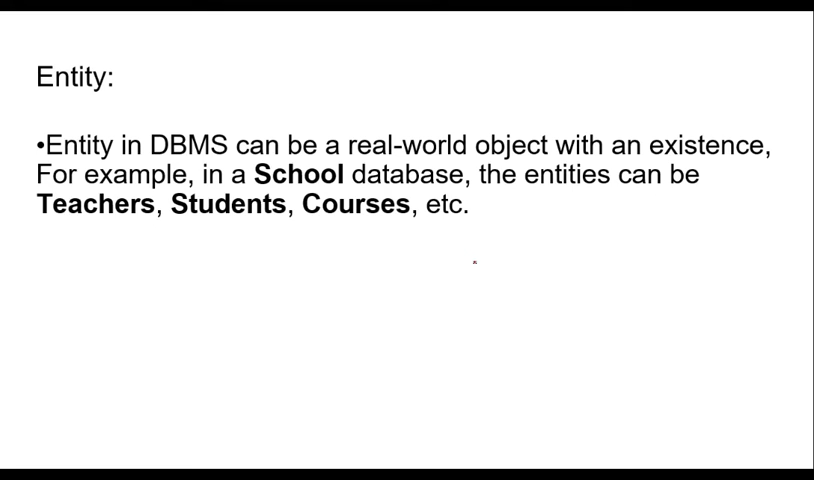 Entity:
•Entity in DBMS can be a real-world object with an existence,
For example, in a School database, the entities can be
Teachers, Students, Courses, etc.